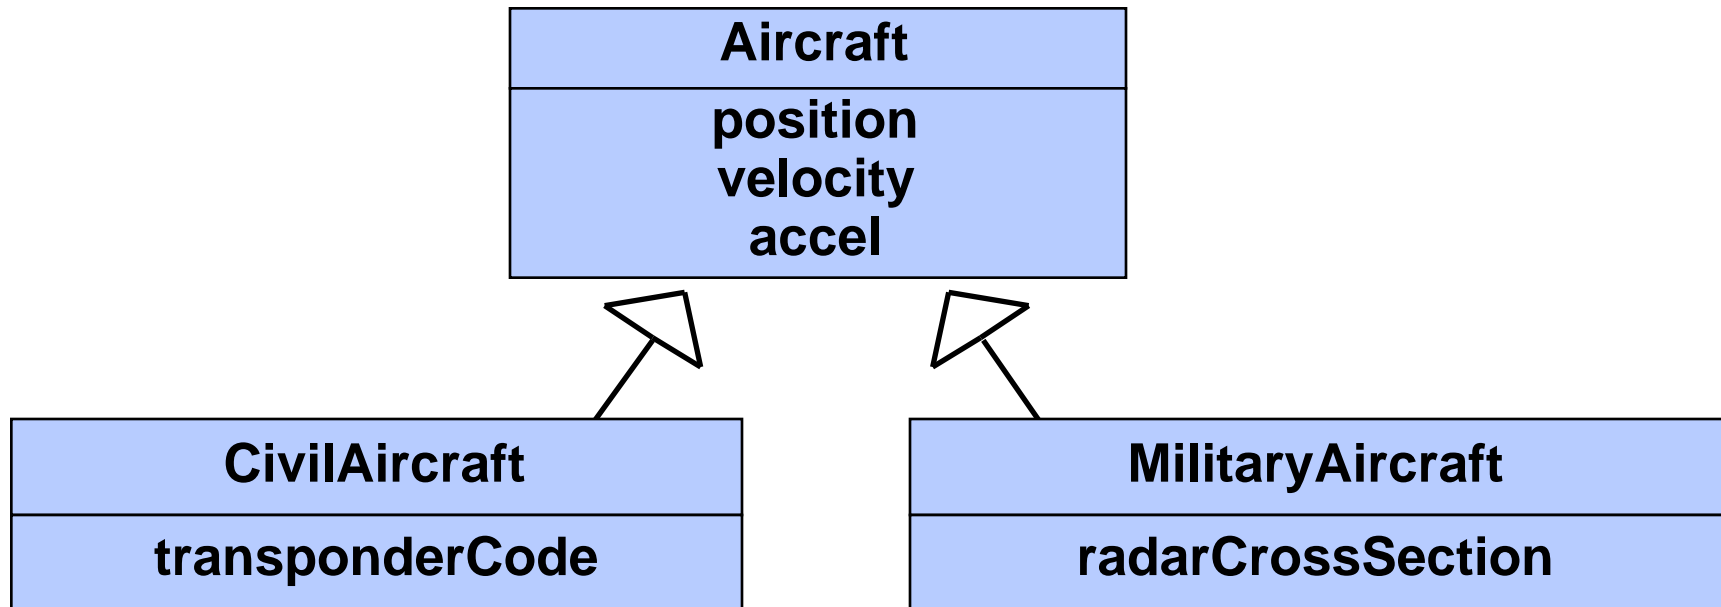 Aircraft
position
velocity
accel
CivilAircraft
MilitaryAircraft
transponderCode
radarCrossSection